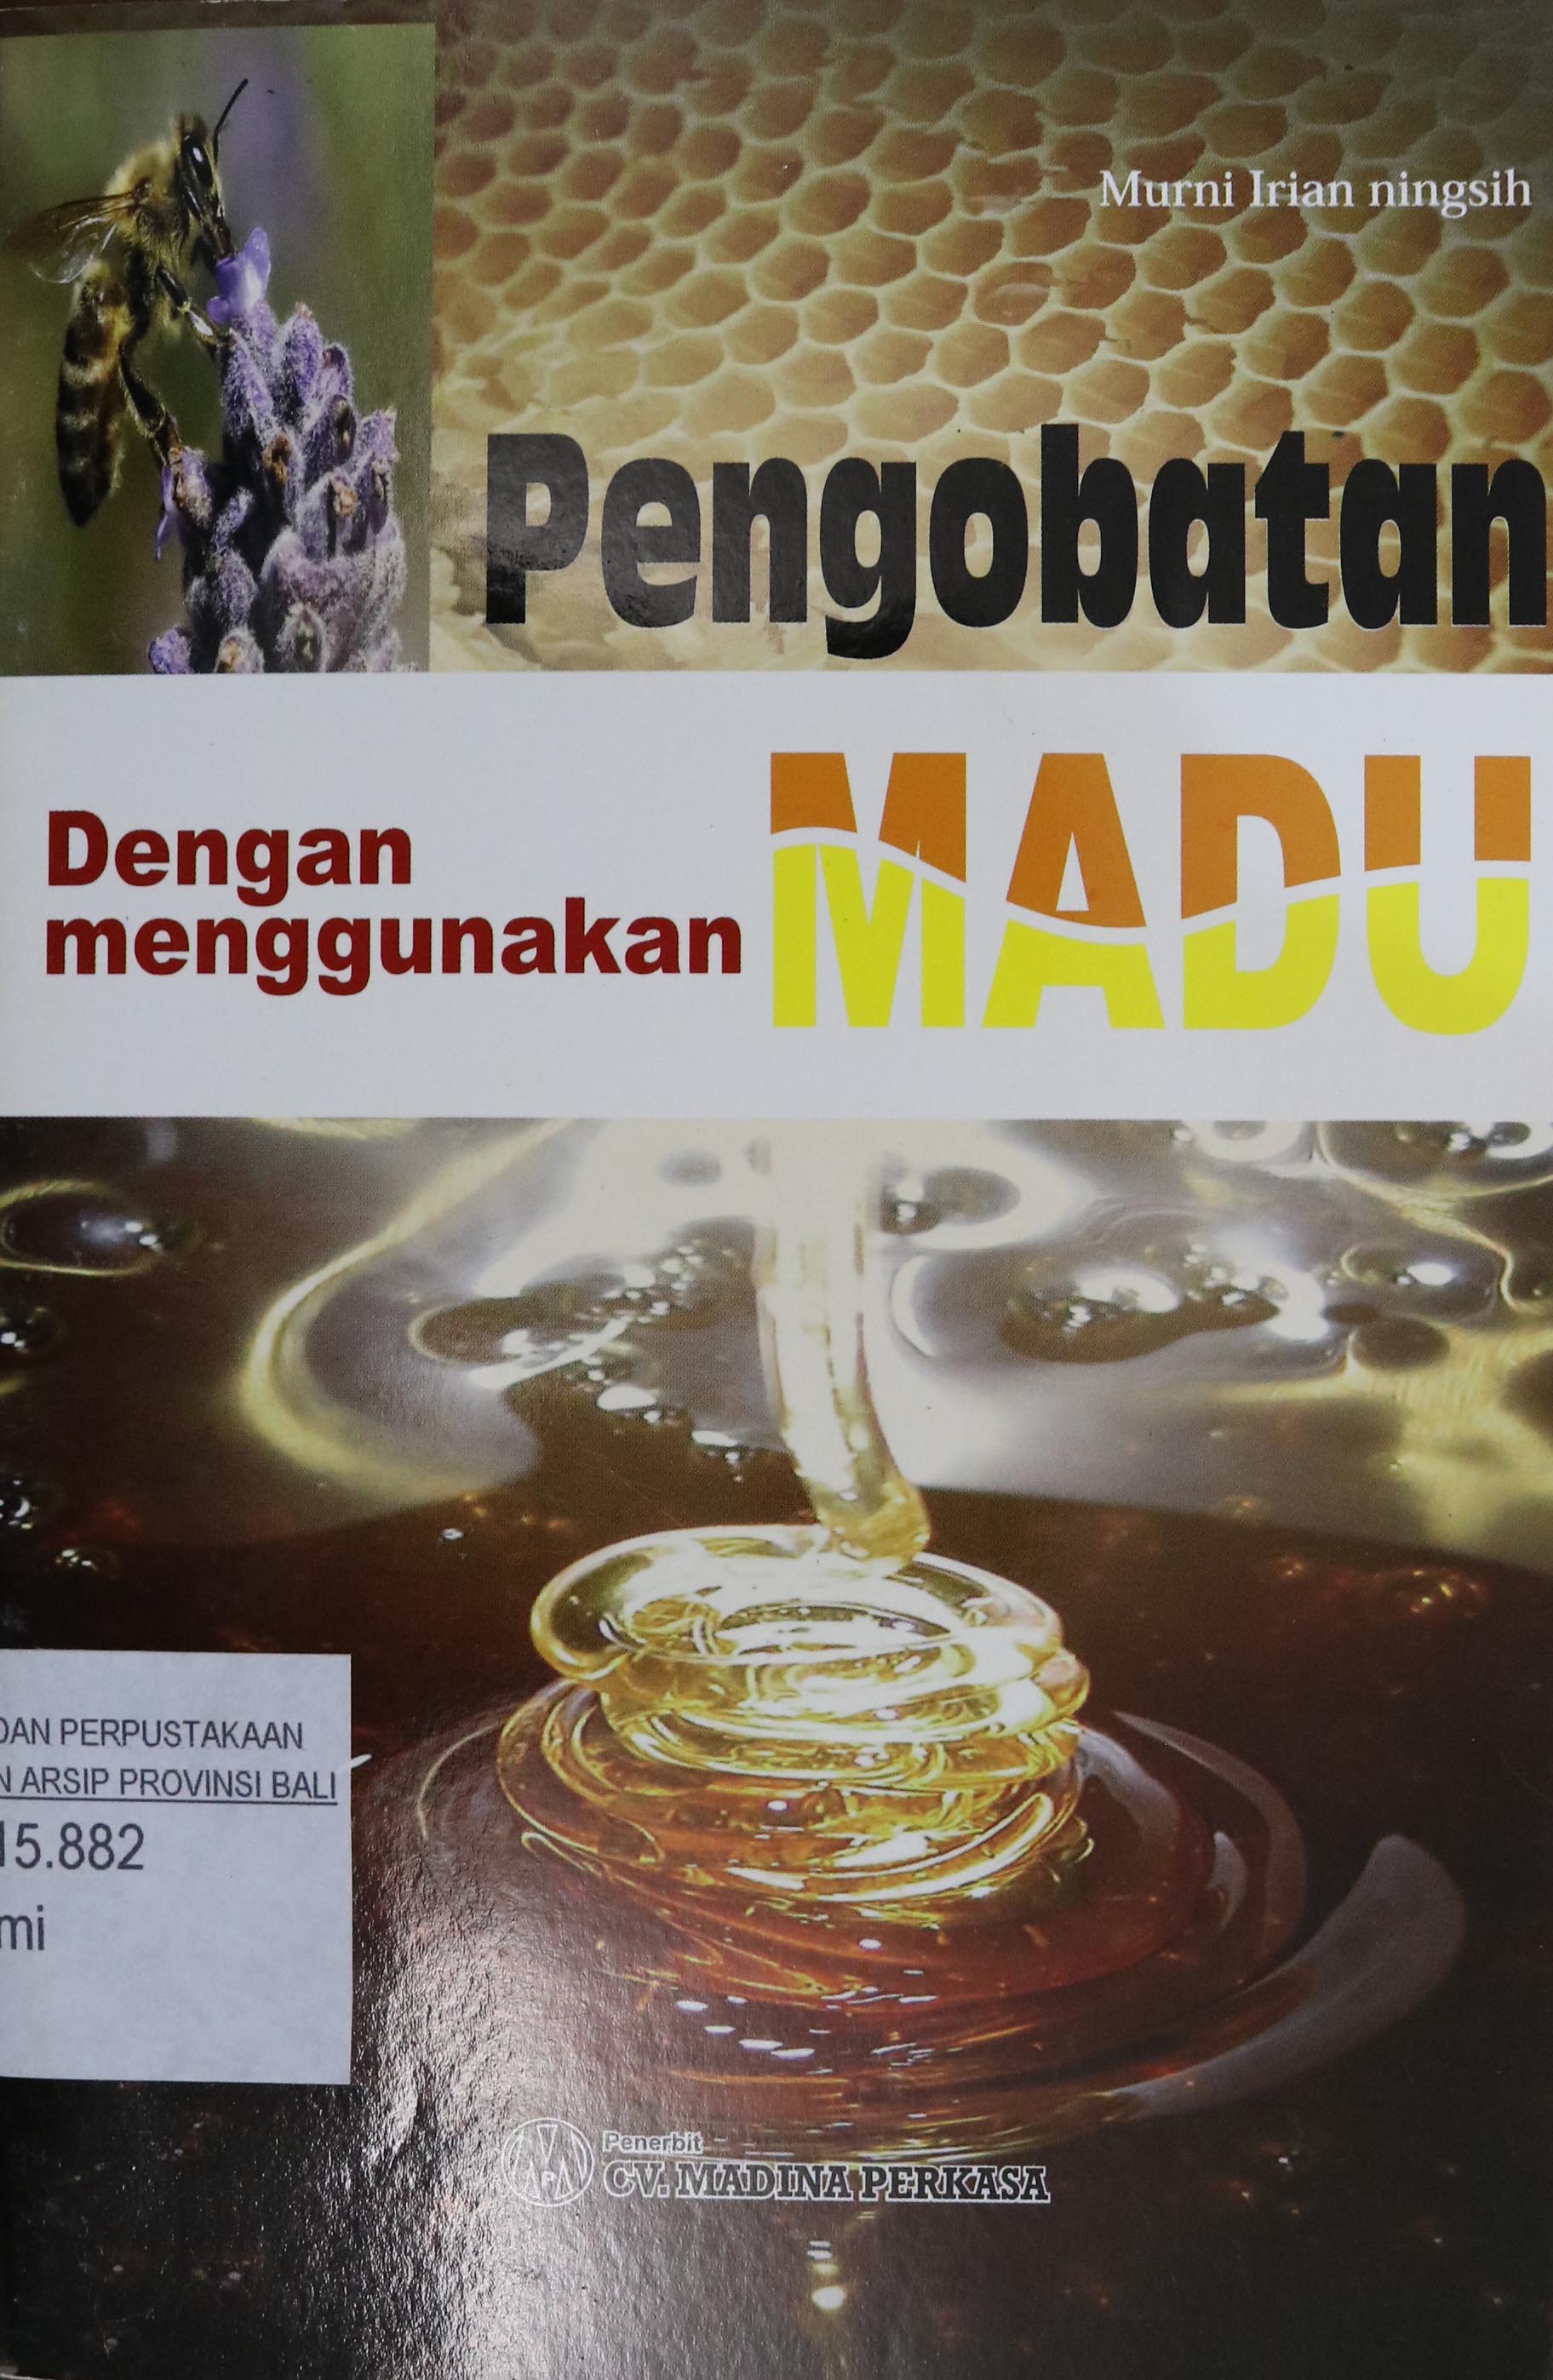 Murni Irian ningsih
Pengobatan
Dengan
menggunakan
MADU
DAN PERPUSTAKAAN
N ARSIP PROVINSI BALI
15.882
mi
Penerbit
CV. MADINA PERKASA